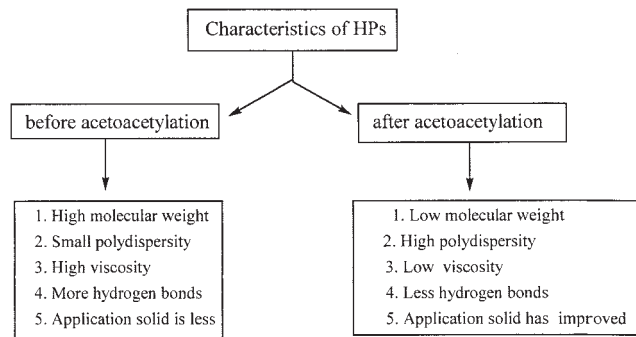 Characteristics of HPs
before acetoacetylation
after acetoacetylation
1. High molecular weight
2. Small polydispersity
3. High viscosity
4. More hydrogen bonds
5. Application solid is less
1. Low molecular weight
2. High polydispersity
3. Low viscosity
4. Less hydrogen bonds
5. Application solid has improved